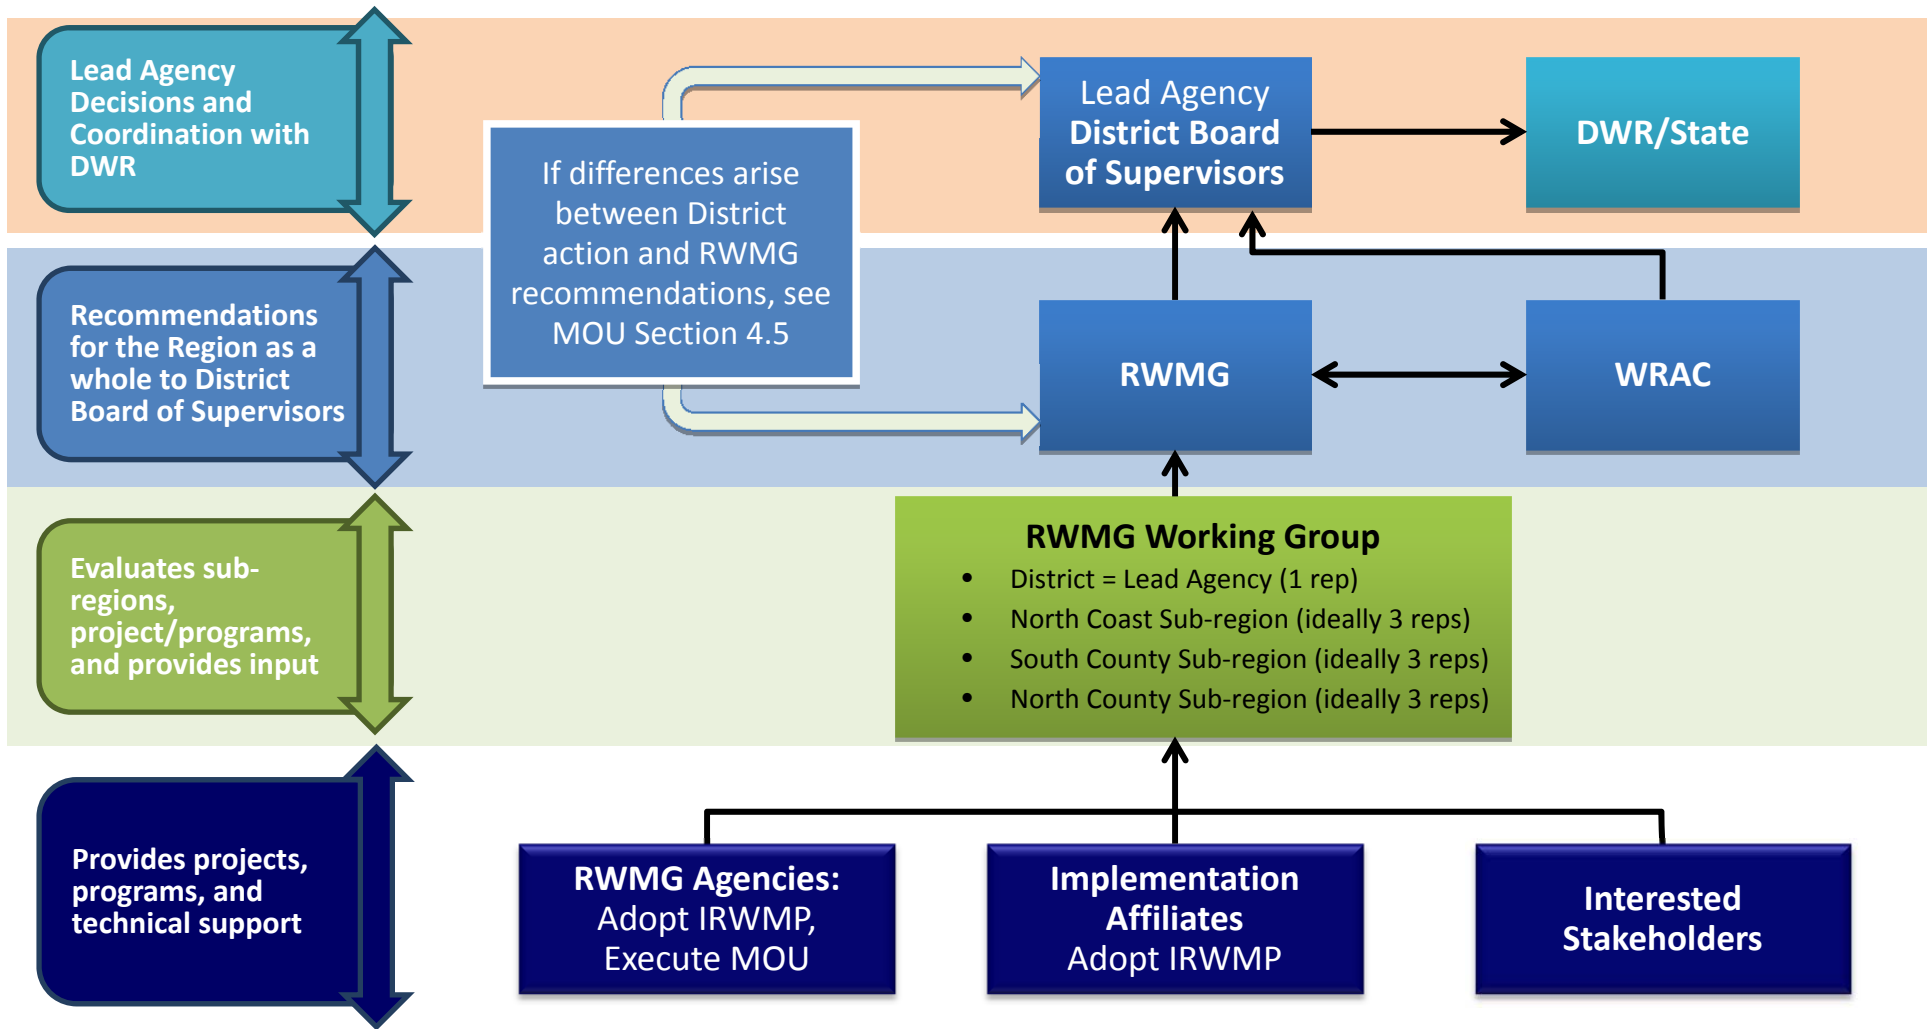 Lead Agency
Decisions and
Coordination with
DWR
If differences arise
between District
action and RWMG
recommendations, see
MOU Section 4.5
Lead Agency
District Board
of Supervisors
DWR/State
Recommendations
for the Region as a
whole to District
Board of Supervisors
RWMG
WRAC
Evaluates sub-
regions,
project/programs,
and provides input
RWMG Working Group
• District = Lead Agency (1 rep)
• North Coast Sub-region (ideally 3 reps)
• South County Sub-region (ideally 3 reps)
• North County Sub-region (ideally 3 reps)
Provides projects,
programs, and
technical support
RWMG Agencies:
Adopt IRWMP,
Execute MOU
Implementation
Affiliates
Adopt IRWMP
Interested
Stakeholders